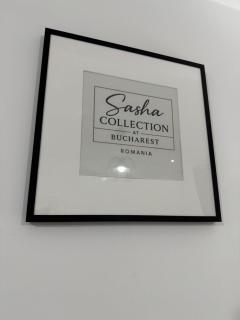 Sasha
COLLECTION
AT
BUCHAREST
ROMANIA